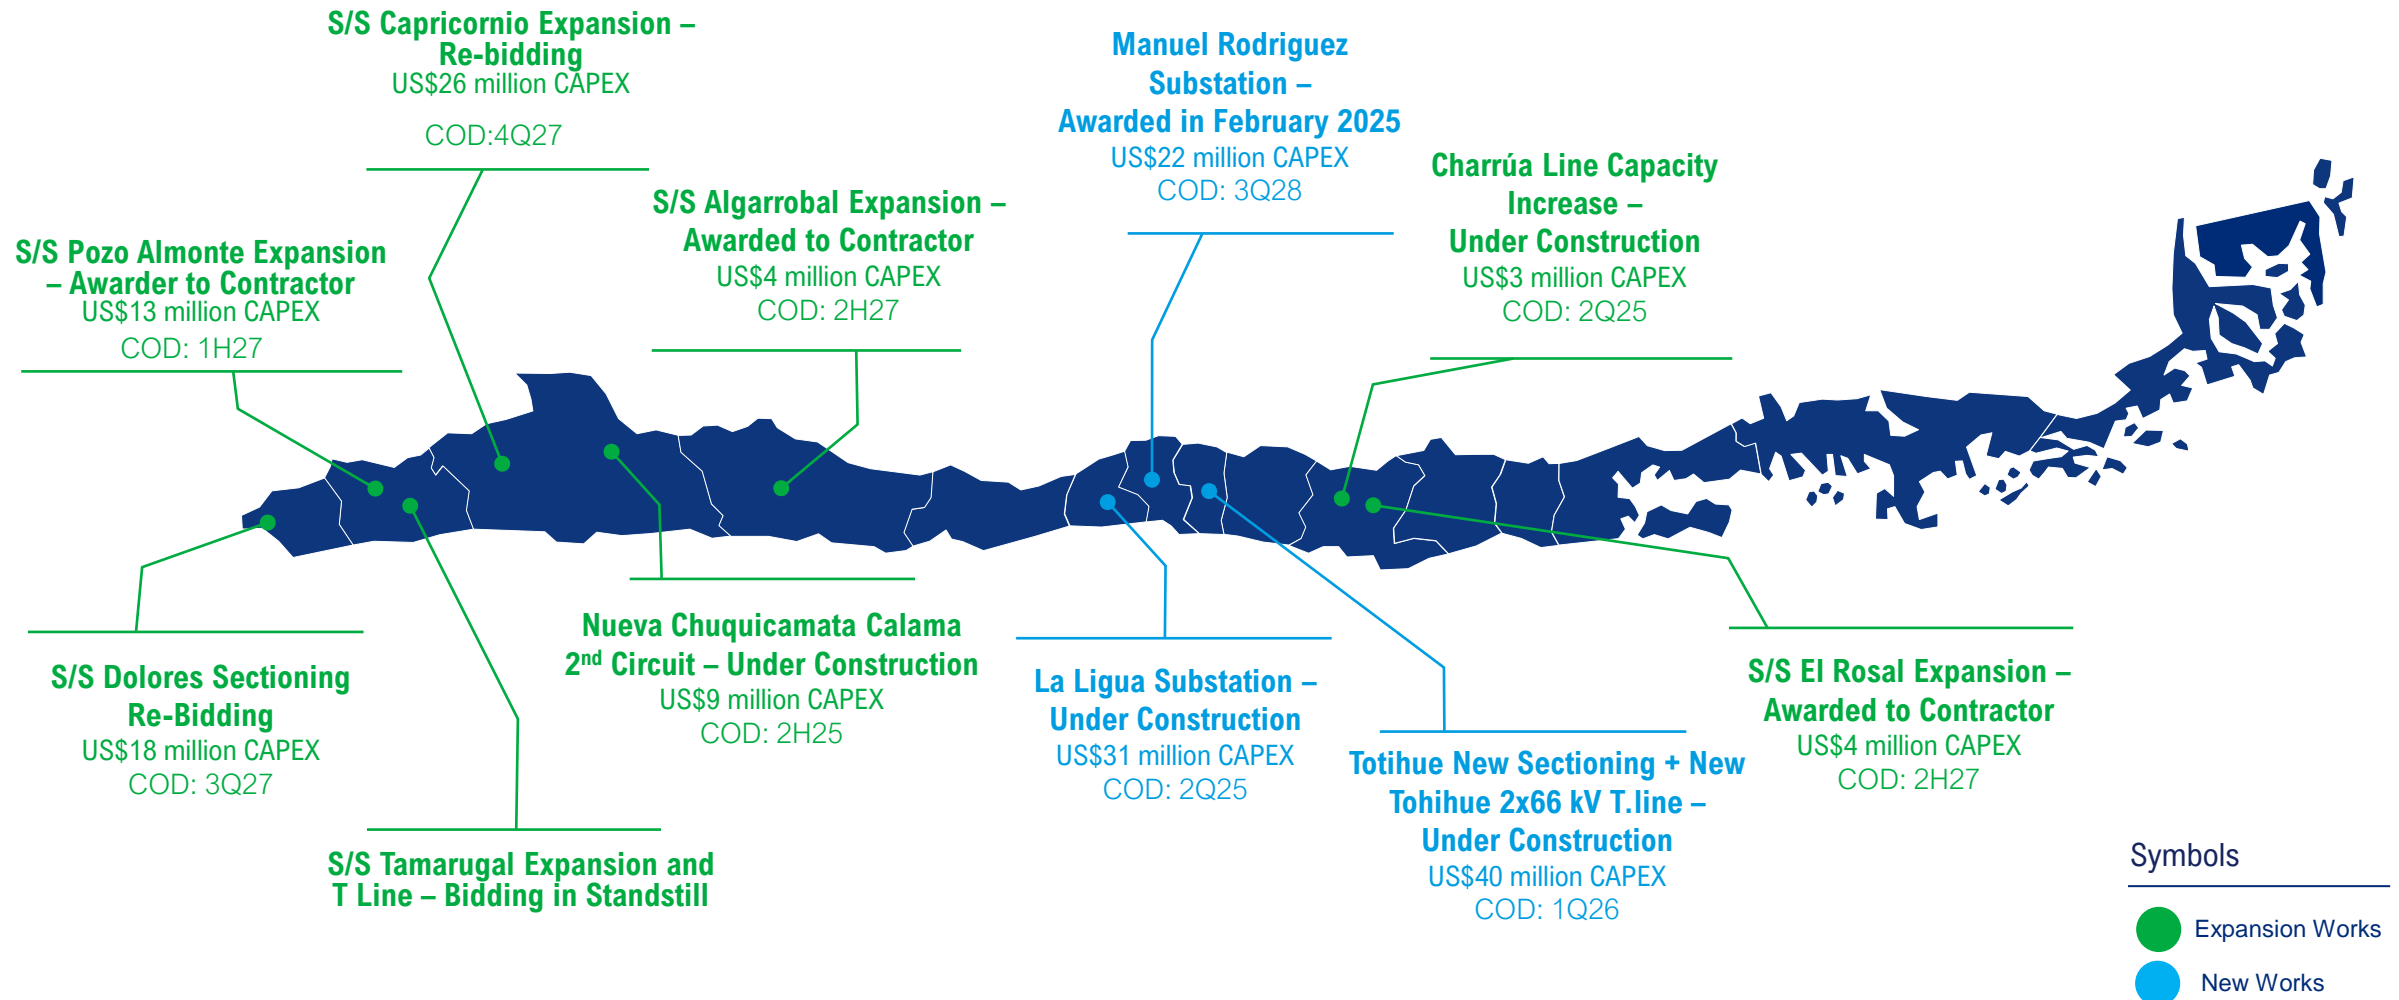 S/S Capricornio Expansion –
Re-bidding
US$26 million CAPEX
COD:4Q27
Manuel Rodriguez
Substation –
Awarded in February 2025
US$22 million CAPEX
COD: 3Q28
Charrúa Line Capacity
Increase –
Under Construction
US$3 million CAPEX
COD: 2Q25
S/S Algarrobal Expansion –
Awarded to Contractor
US$4 million CAPEX
COD: 2H27
S/S Pozo Almonte Expansion
– Awarder to Contractor
US$13 million CAPEX
COD: 1H27
S/S Dolores Sectioning
Re-Bidding
US$18 million CAPEX
COD: 3Q27
Nueva Chuquicamata Calama
2nd Circuit – Under Construction
US$9 million CAPEX
COD: 2H25
La Ligua Substation –
Under Construction
US$31 million CAPEX
COD: 2Q25
S/S El Rosal Expansion –
Awarded to Contractor
US$4 million CAPEX
COD: 2H27
Totihue New Sectioning + New
Tohihue 2x66 kV T.line –
Under Construction
US$40 million CAPEX
COD: 1Q26
S/S Tamarugal Expansion and
T Line – Bidding in Standstill
Symbols
Expansion Works
New Works